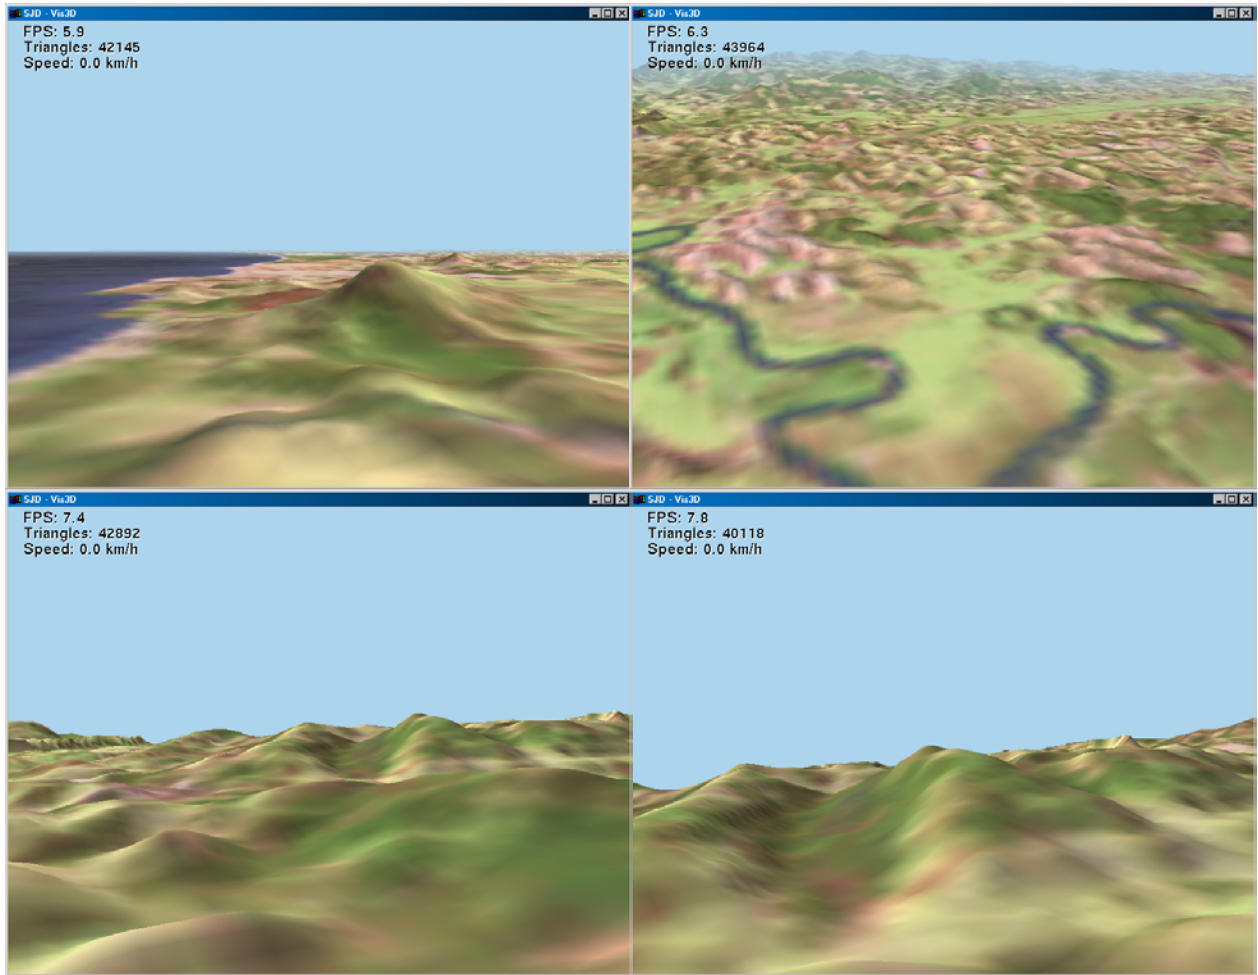 SJD - Vis3D
FPS: 5.9
Triangles: 42145
Speed: 0.0 km/h
SJD - Vis3D
FPS: 6.3
Triangles: 43964
Speed: 0.0 km/h
SJD - Vis3D
FPS: 7.4
Triangles: 42892
Speed: 0.0 km/h
SJD - Vis3D
FPS: 7.8
Triangles: 40118
Speed: 0.0 km/h